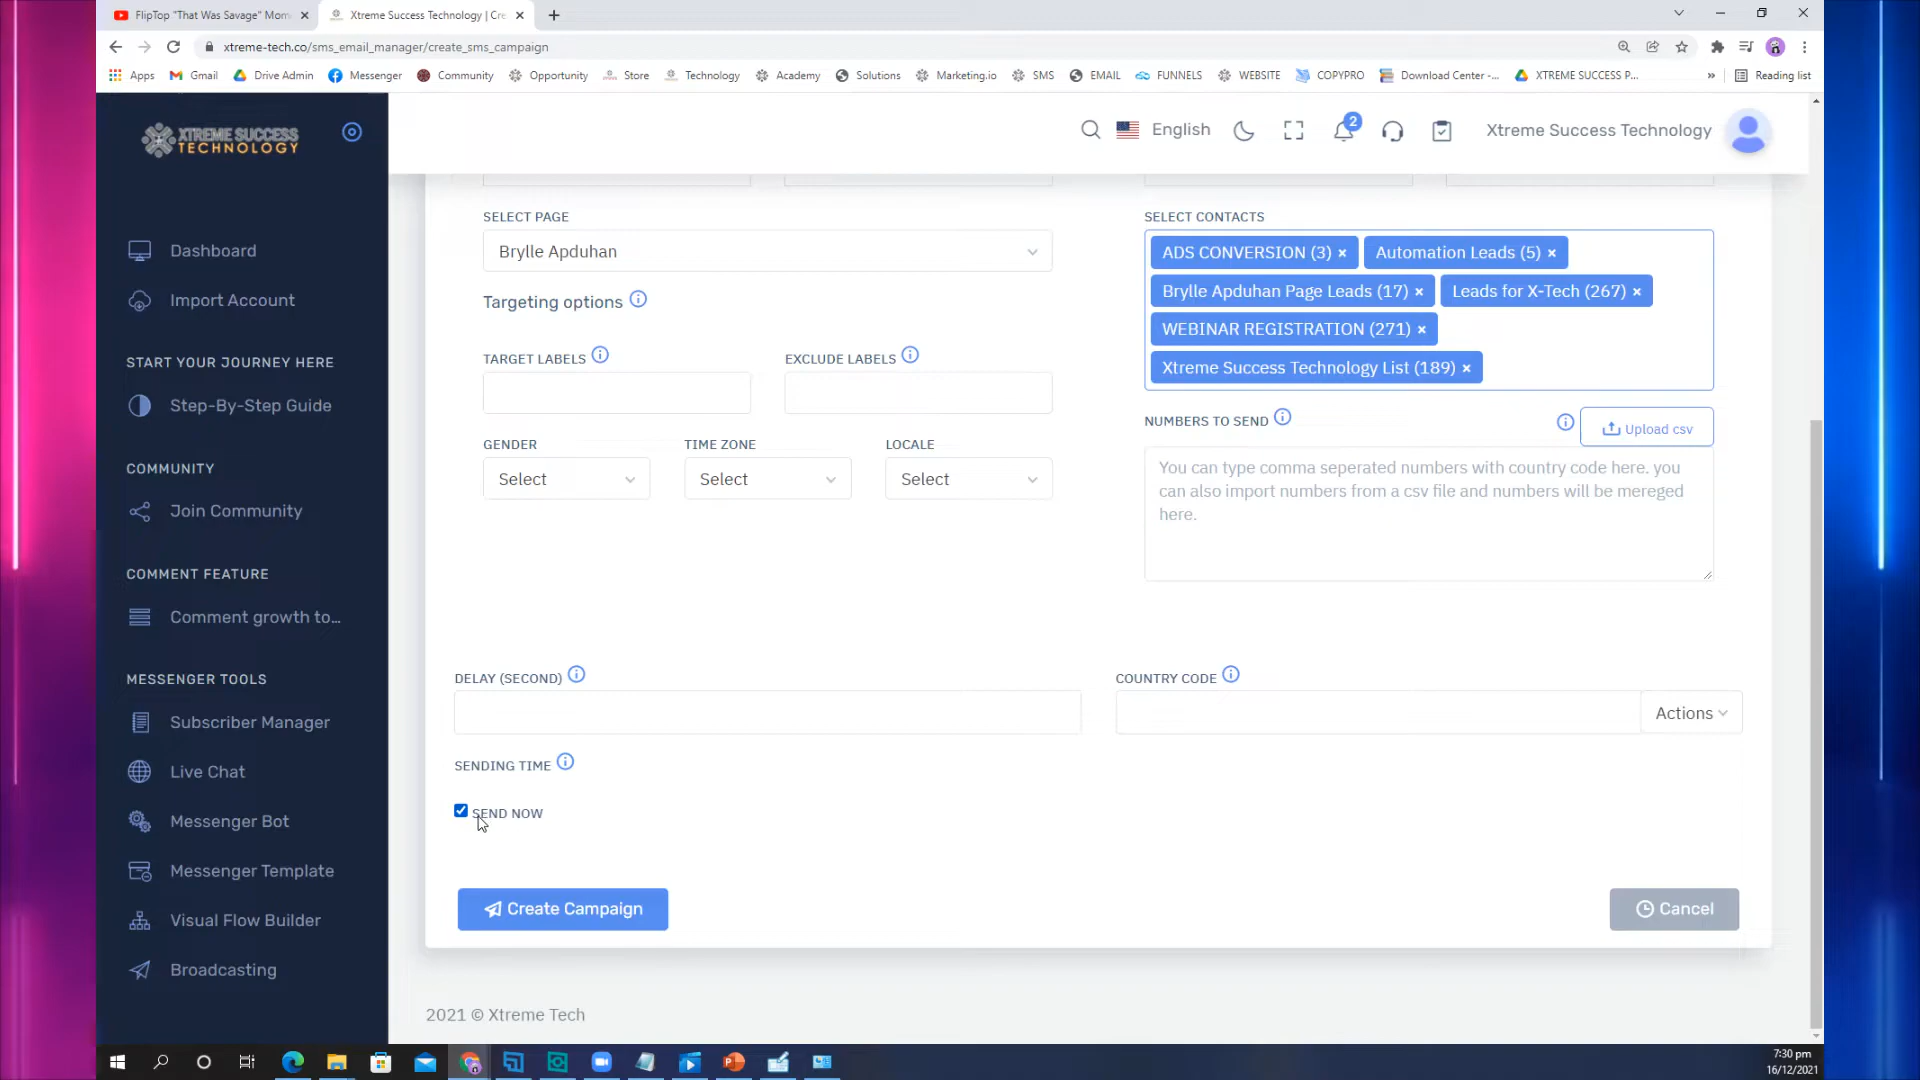 FlipTop "That Was Savage" Mom
Xtreme Success Technology | Cre
xtreme-tech.co/sms_email_manager/create_sms_campaign
Apps Gmail Drive Admin Messenger Community Opportunity Store Technology Academy Solutions Marketing.io SMS EMAIL FUNNELS WEBSITE COPYPRO Download Center -... XTREME SUCCESS P... » Reading list
XTREME SUCCESS
TECHNOLOGY
English
2
Xtreme Success Technology
Dashboard
Import Account
START YOUR JOURNEY HERE
Step-By-Step Guide
COMMUNITY
Join Community
COMMENT FEATURE
Comment growth to...
MESSENGER TOOLS
Subscriber Manager
Live Chat
Messenger Bot
Messenger Template
Visual Flow Builder
Broadcasting
SELECT PAGE
Brylle Apduhan
Targeting options
TARGET LABELS
EXCLUDE LABELS
GENDER
TIME ZONE
LOCALE
Select
Select
Select
SELECT CONTACTS
ADS CONVERSION (3) × Automation Leads (5) ×
Brylle Apduhan Page Leads (17) × Leads for X-Tech (267) ×
WEBINAR REGISTRATION (271) ×
Xtreme Success Technology List (189) ×
NUMBERS TO SEND
Upload csv
You can type comma seperated numbers with country code here. you
can also import numbers from a csv file and numbers will be mereged
here.
DELAY (SECOND)
COUNTRY CODE
Actions
SENDING TIME
SEND NOW
Create Campaign
Cancel
2021 © Xtreme Tech
7:30 pm
16/12/2021